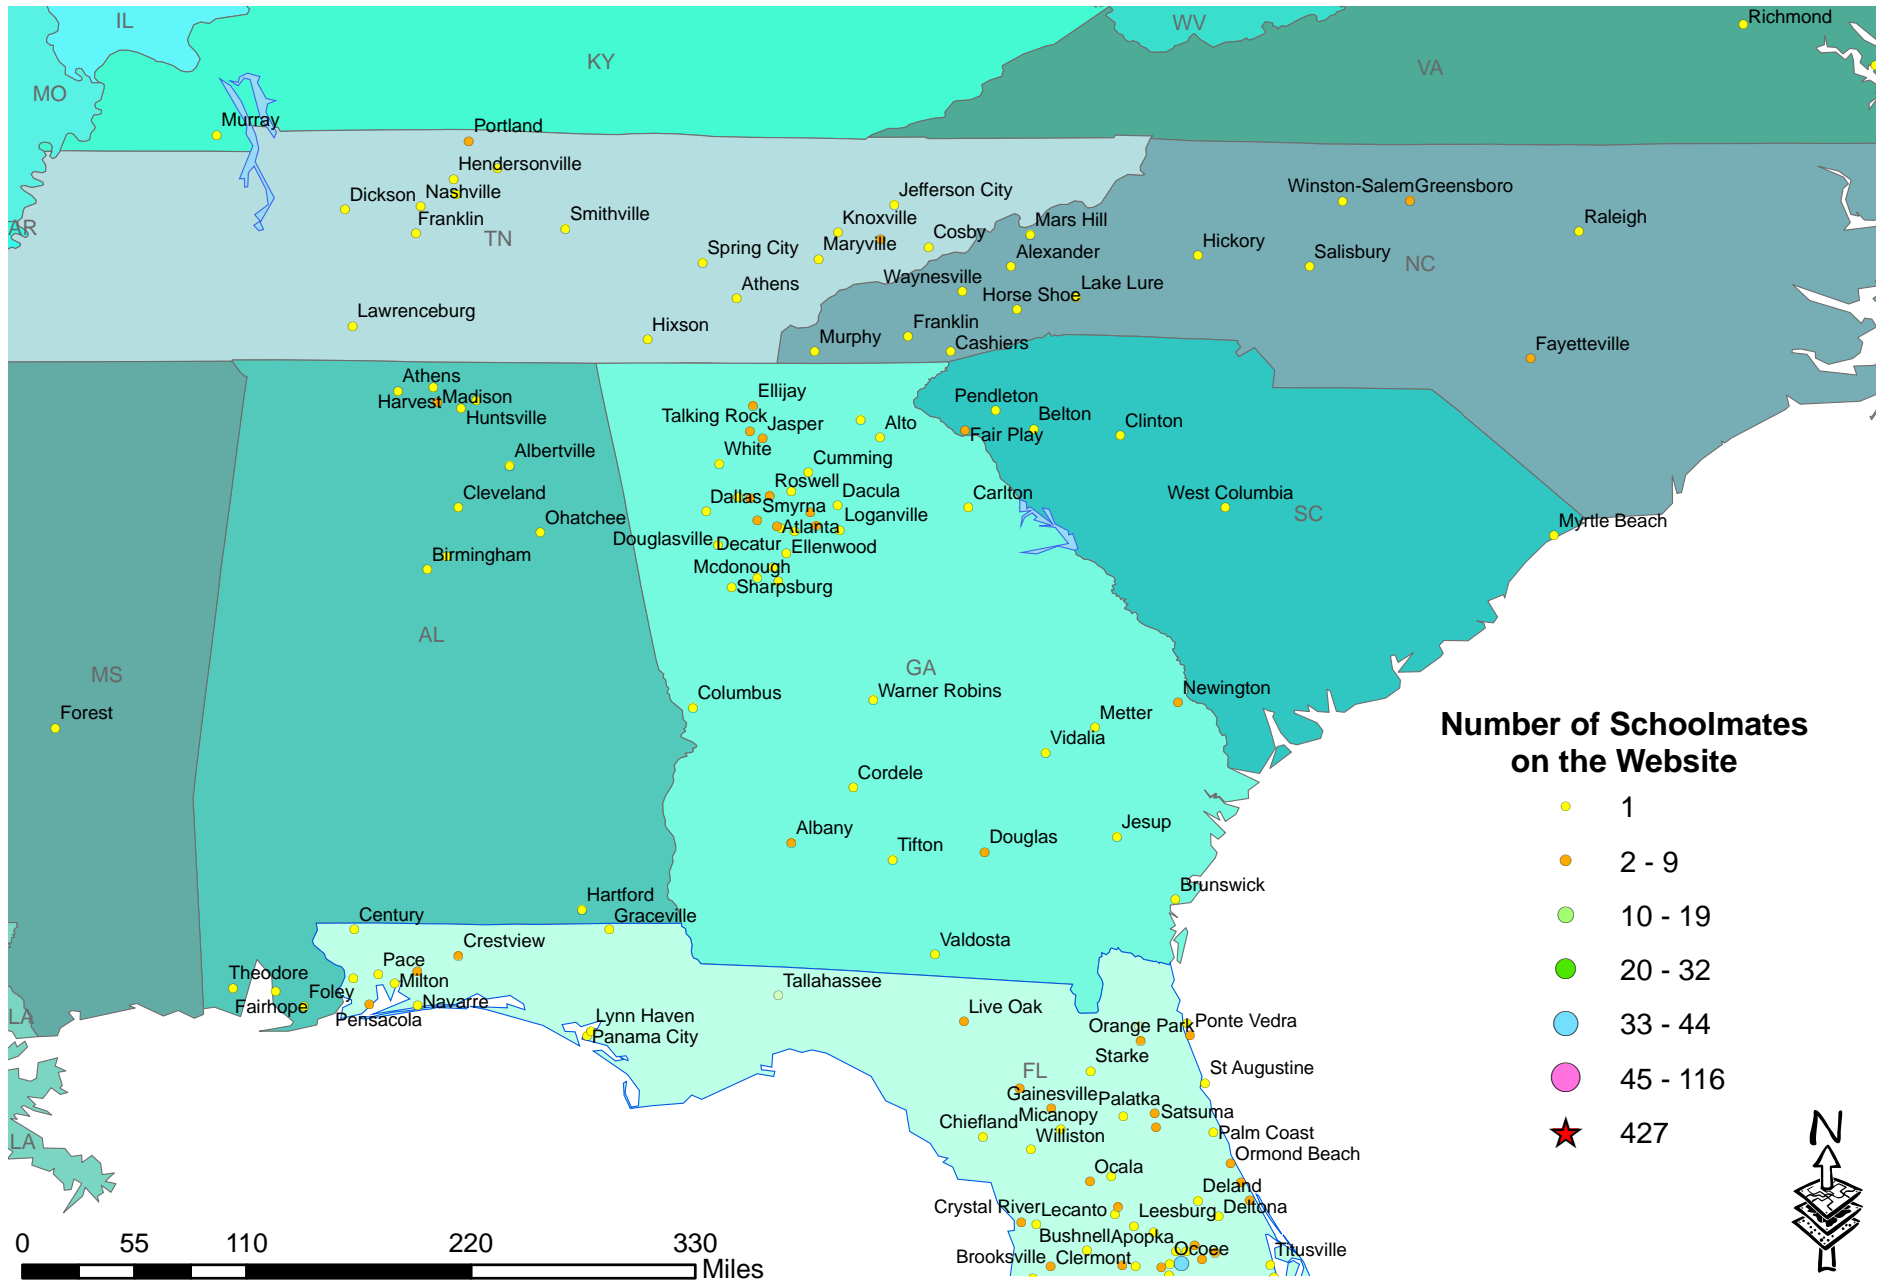 IL
WV
Richmond
KY
VA
MO
Murray
Portland
Hendersonville
Dickson
Nashville
Jefferson City
Winston-Salem
Greensboro
AR
Franklin
TN
Smithville
Knoxville
Mars Hill
Raleigh
Spring City
Maryville
Cosby
Alexander
Hickory
Salisbury
NC
Athens
Waynesville
Horse Shoe
Lake Lure
Lawrenceburg
Hixson
Murphy
Franklin
Cashiers
Fayetteville
Athens
Harvest
Madison
Huntsville
Ellijay
Talking Rock
Jasper
Alto
Pendleton
Belton
Fair Play
Clinton
Albertville
White
Cumming
Cleveland
Dallas
Roswell
Smyrna
Dacula
Carlton
West Columbia
SC
Ohatchee
Atlanta
Loganville
Myrtle Beach
Birmingham
Douglasville
Decatur
Ellenwood
Mcdonough
Sharpsburg
AL
MS
GA
Forest
Columbus
Warner Robins
Newington
Metter
Vidalia
Cordele
Albany
Tifton
Douglas
Jesup
Brunswick
Hartford
Century
Graceville
Crestview
Valdosta
Theodore
Pace
Fairhope
Foley
Milton
Tallahassee
LA
Pensacola
Navarre
Lynn Haven
Panama City
Live Oak
Orange Park
Ponte Vedra
Starke
FL
St Augustine
LA
Gainesville
Palatka
Chiefland
Micanopy
Satsuma
Williston
Palm Coast
Ormond Beach
Ocala
Deland
Crystal River
Lecanto
Leesburg
Deltona
Bushnell
Apopka
Brooksville
Clermont
Ocoee
Titusville
Number of Schoolmates
on the Website
1
2 - 9
10 - 19
20 - 32
33 - 44
45 - 116
427
N
0 55 110 220 330
Miles